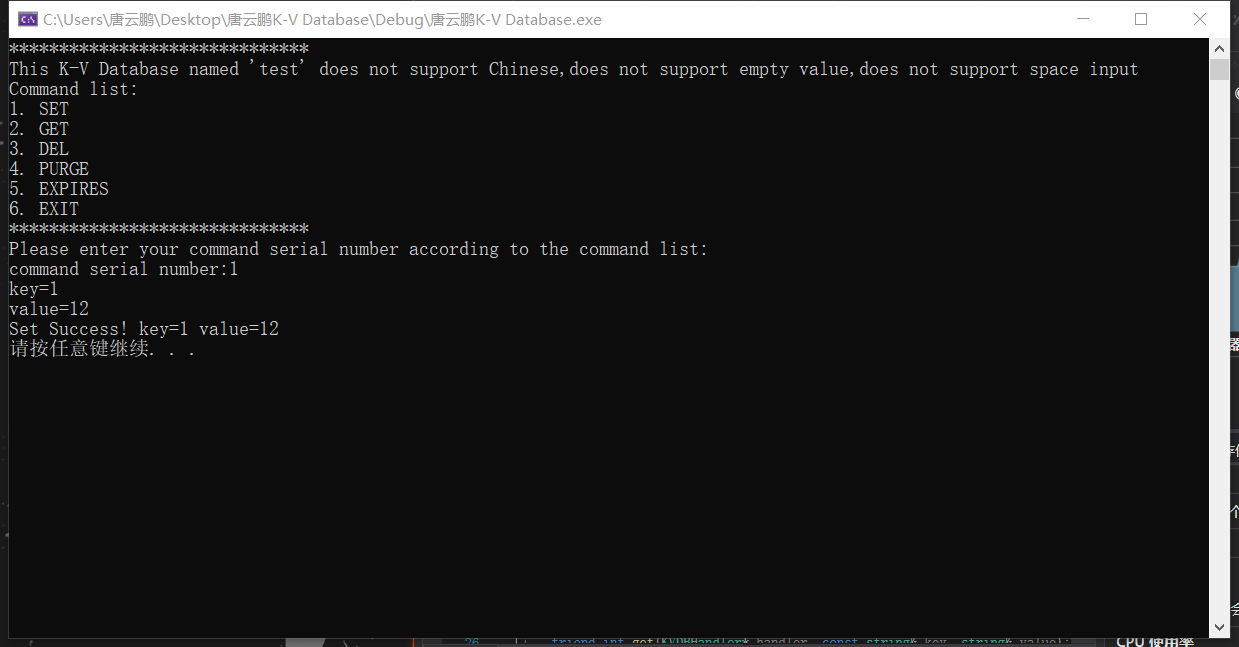 C:\Users\唐云鹏\Desktop\唐云鹏K-V Database\Debug\唐云鹏K-V Database.exe
******************************
This K-V Database named 'test' does not support Chinese,does not support empty value,does not support space input
Command list:
1. SET
2. GET
3. DEL
4. PURGE
5. EXPIRES
6. EXIT
******************************
Please enter your command serial number according to the command list:
command serial number:1
key=1
value=12
Set Success! key=1 value=12
请按任意键继续. . .
26 friend int get(KVDBHandler* handler, const string& key, string& value);
CPU 使用率